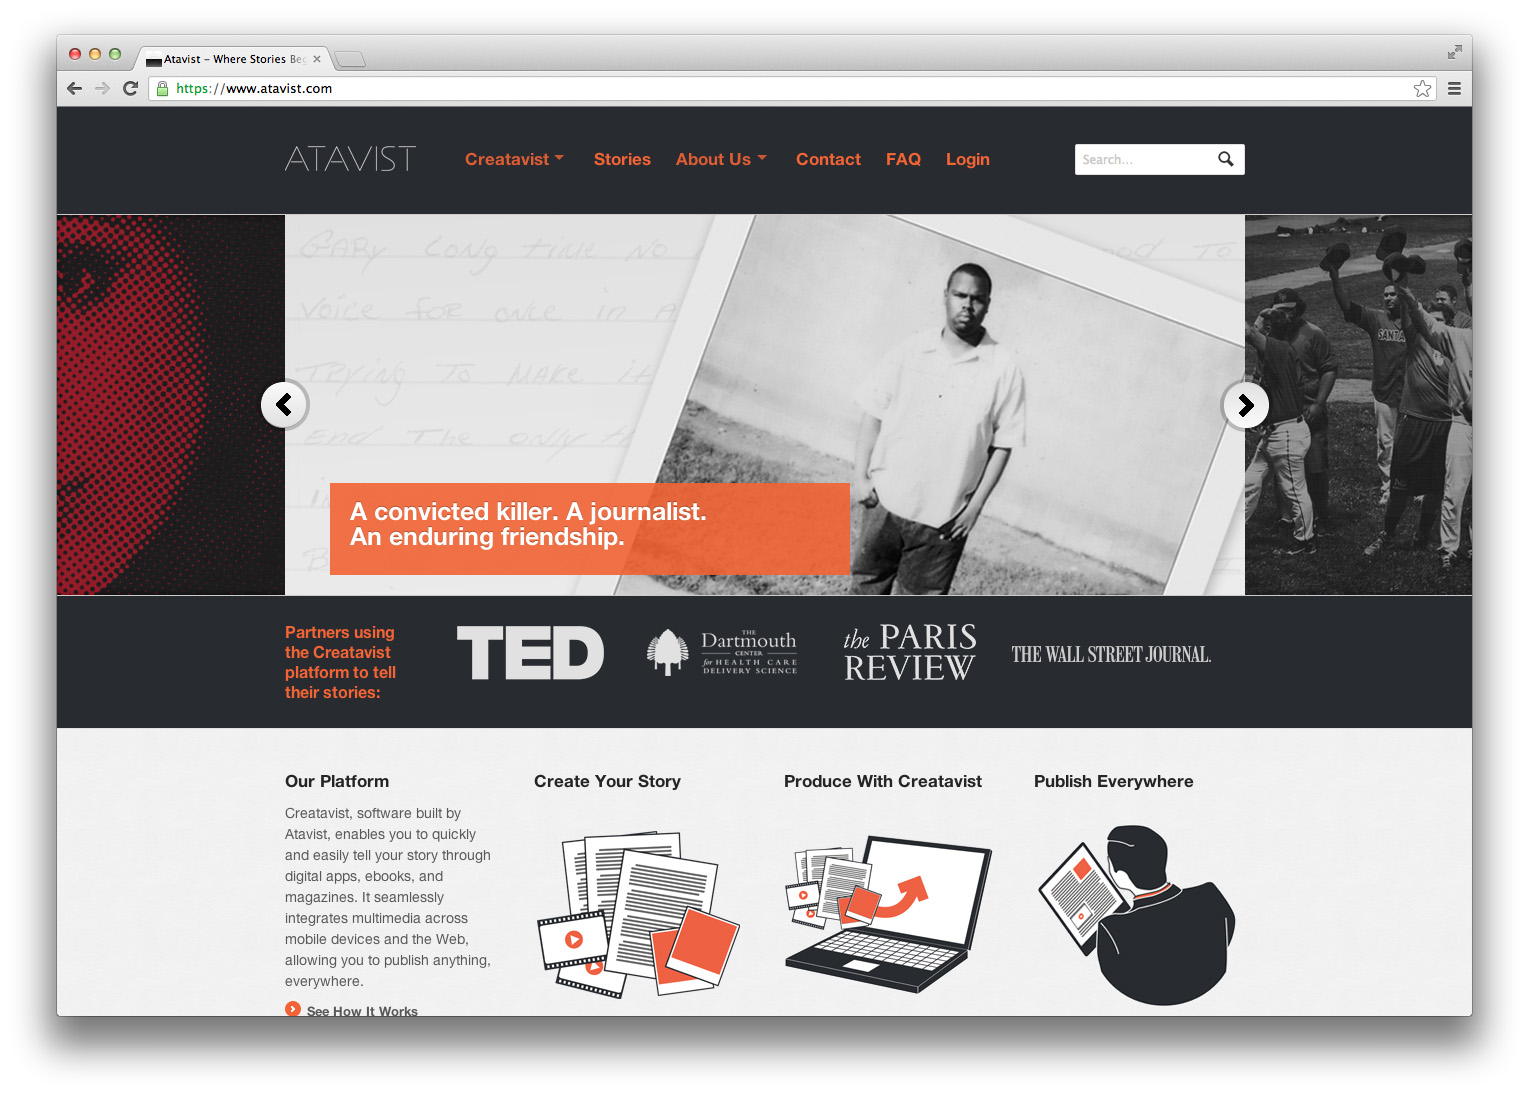 Atavist – Where Stories Be
https://www.atavist.com
ATAVIST
Creatavist
Stories
About Us
Contact
FAQ
Login
Search...
GARY LONG time NO
VOICE FOR ONCE in A
TRYING TO MAKE it
END THE ONLY
TO
SANTA
A convicted killer. A journalist.
An enduring friendship.
Partners using
the Creatavist
platform to tell
their stories:
TED
THE
Dartmouth
CENTER
for HEALTH CARE
DELIVERY SCIENCE
the PARIS
REVIEW
THE WALL STREET JOURNAL.
Our Platform
Creatavist, software built by
Atavist, enables you to quickly
and easily tell your story through
digital apps, ebooks, and
magazines. It seamlessly
integrates multimedia across
mobile devices and the Web,
allowing you to publish anything,
everywhere.
See How It Works
Create Your Story
Produce With Creatavist
Publish Everywhere